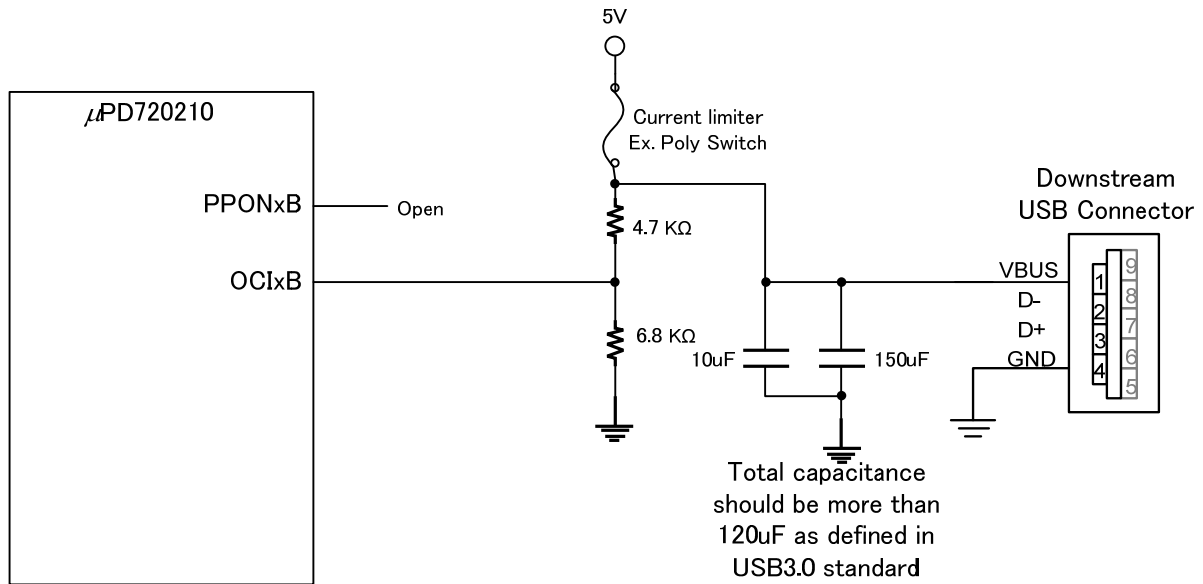 5V
μPD720210
Current limiter
Ex. Poly Switch
PPONxB
Open
4.7 KΩ
OCIxB
6.8 KΩ
10uF
150uF
Downstream
USB Connector
VBUS
D-
D+
GND
1
2
3
4
9
8
7
6
5
Total capacitance
should be more than
120uF as defined in
USB3.0 standard